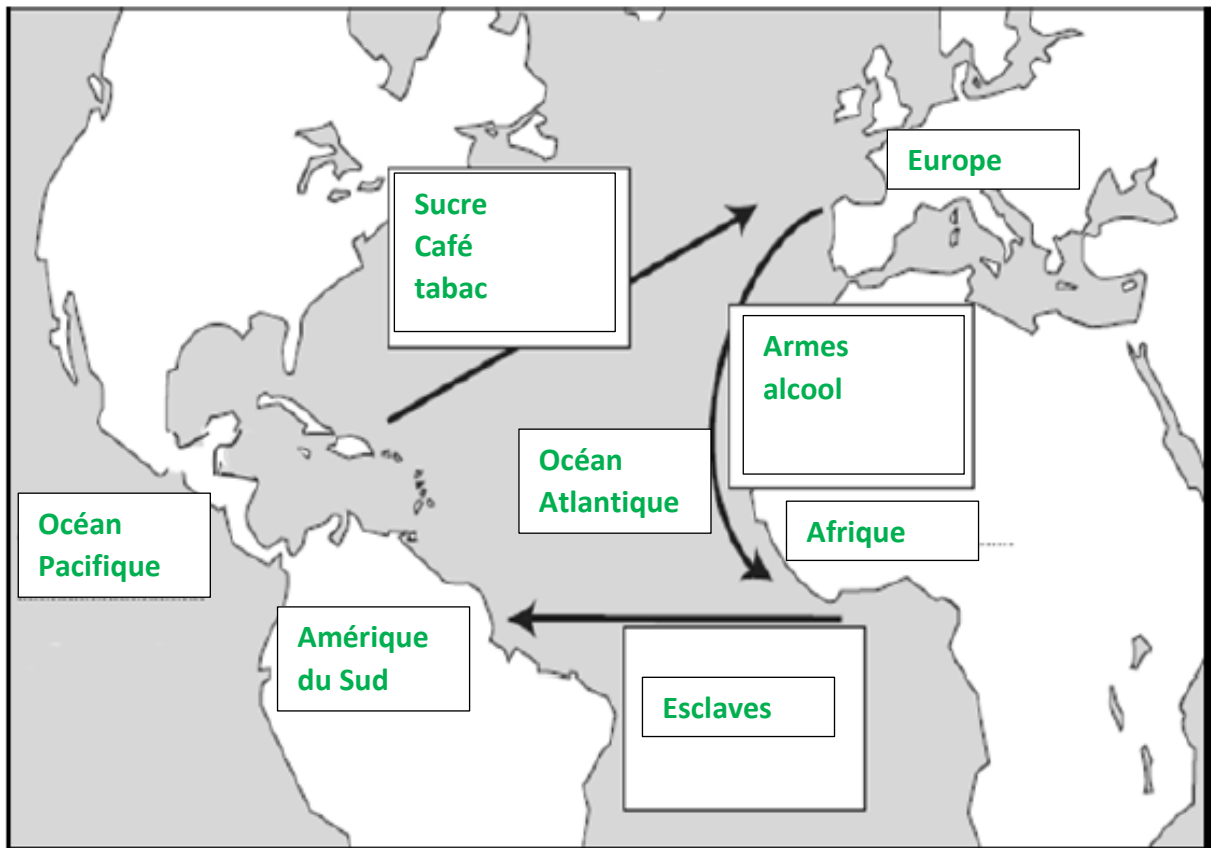 Europe
Sucre
Café
tabac
Armes
alcool
Océan
Atlantique
Océan
Pacifique
Afrique
Amérique
du Sud
Esclaves